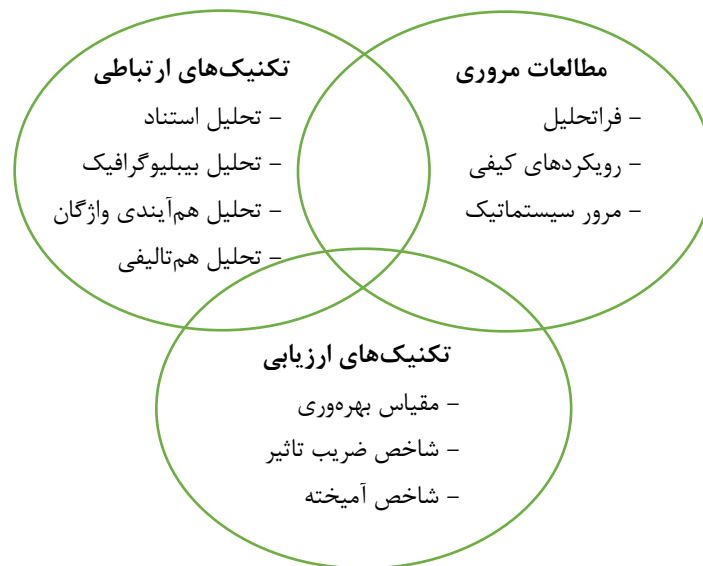 مطالعات مروری
- فراتحلیل
- رویکردهای کیفی
- مرور سیستماتیک
تکنیک‌های ارتباطی
- تحلیل استناد
- تحلیل بیبلیوگرافیک
- تحلیل هم‌آیندی واژگان
- تحلیل هم‌تالیفی
تکنیک‌های ارزیابی
- مقیاس بهره‌وری
- شاخص ضریب تاثیر
- شاخص آمیخته